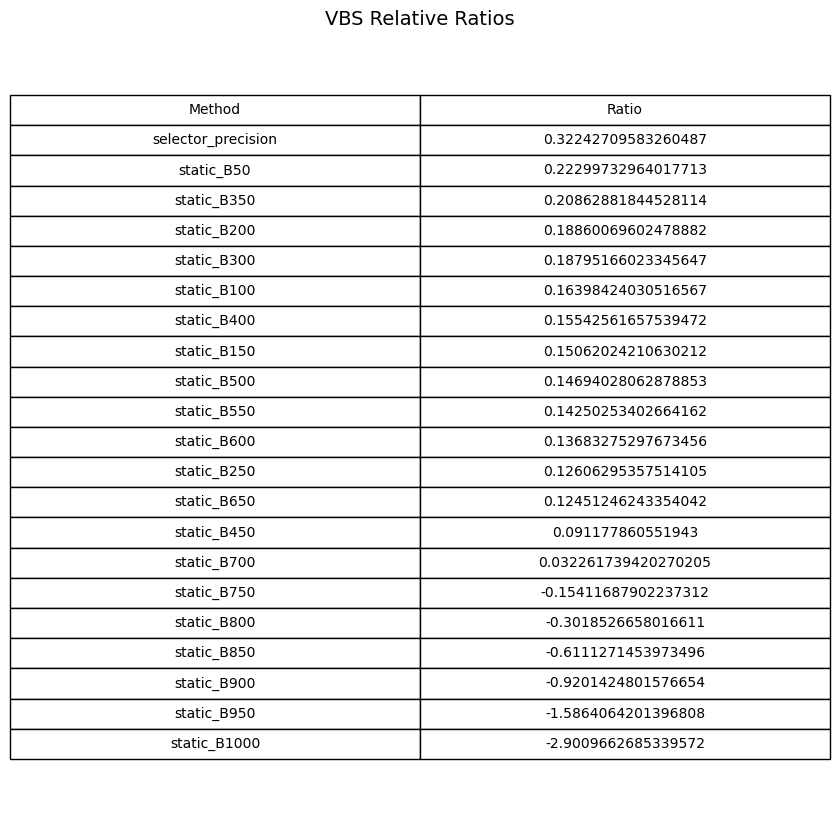 VBS Relative Ratios
Method Ratio
selector_precision 0.32242709583260487
static_B50 0.22299732964017713
static_B350 0.20862881844528114
static_B200 0.18860069602478882
static_B300 0.18795166023345647
static_B100 0.16398424030516567
static_B400 0.15542561657539472
static_B150 0.15062024210630212
static_B500 0.14694028062878853
static_B550 0.14250253402664162
static_B600 0.13683275297673456
static_B250 0.12606295357514105
static_B650 0.12451246243354042
static_B450 0.091177860551943
static_B700 0.032261739420270205
static_B750 -0.15411687902237312
static_B800 -0.3018526658016611
static_B850 -0.6111271453973496
static_B900 -0.9201424801576654
static_B950 -1.5864064201396808
static_B1000 -2.9009662685339572